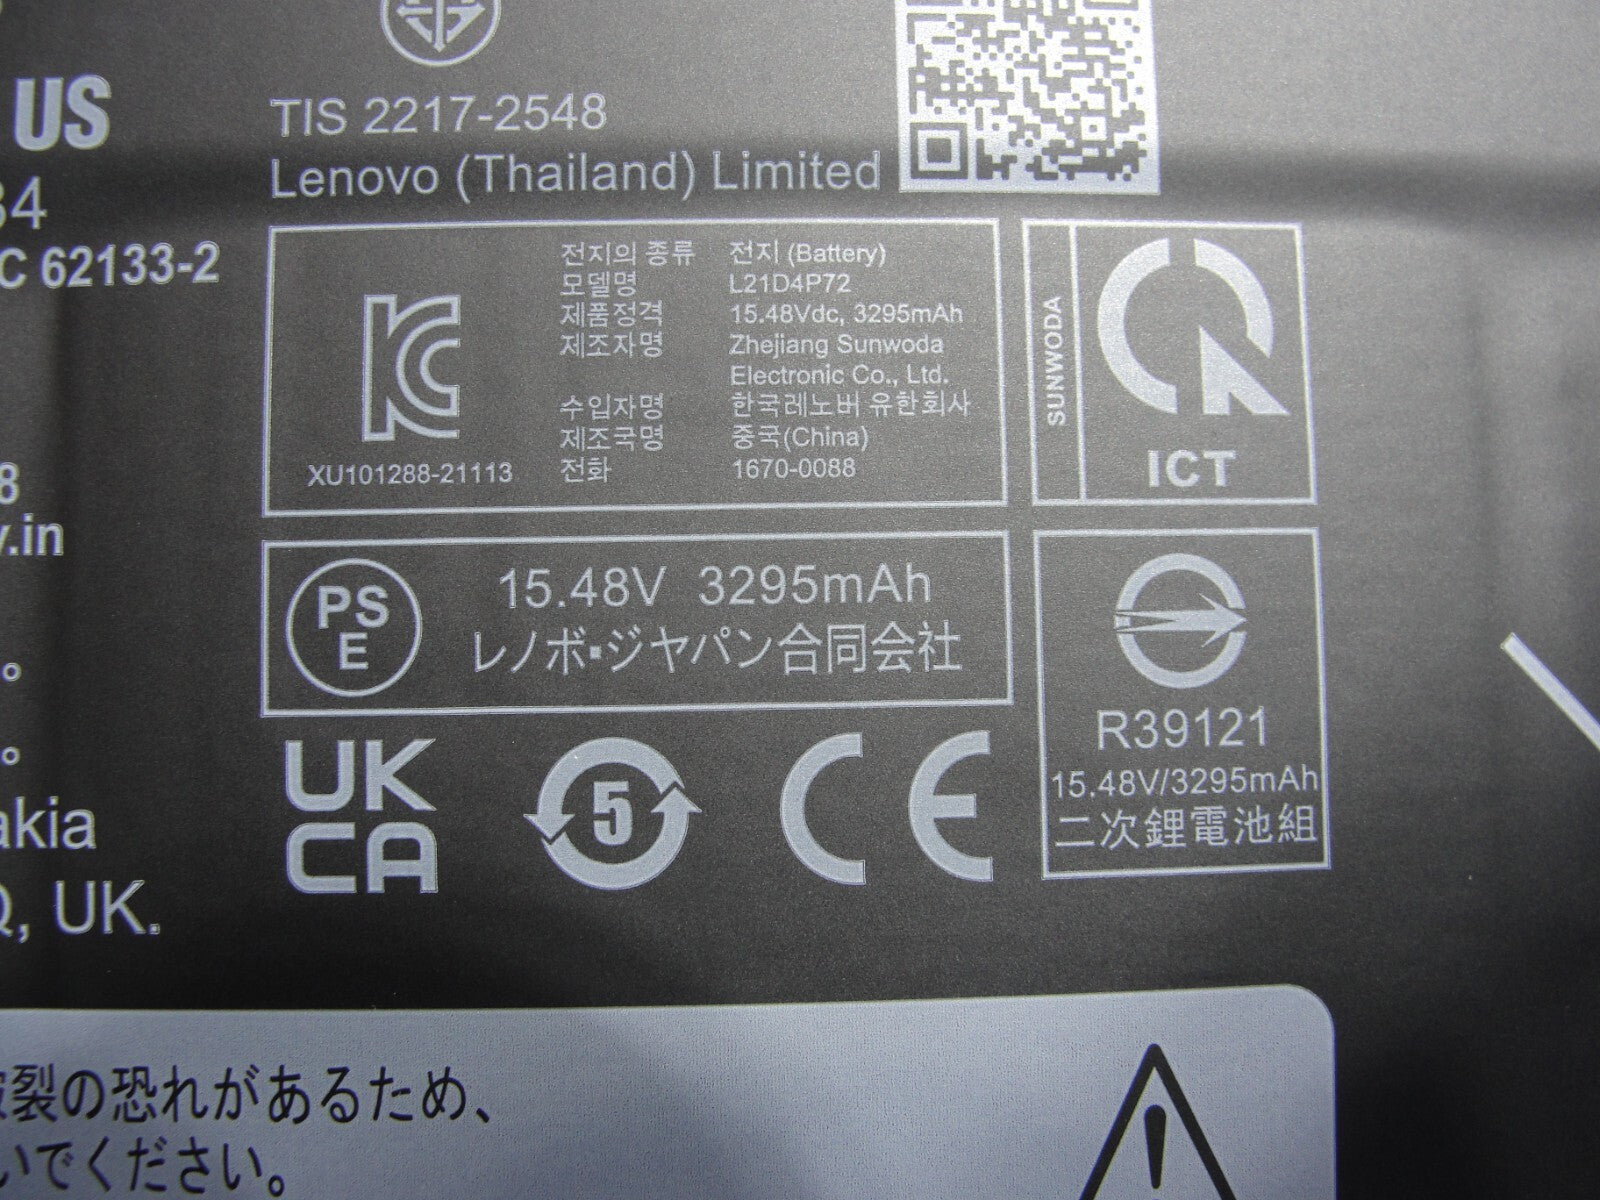 US
TIS 2217-2548
Lenovo (Thailand) Limited
34
C 62133-2
전지의 종류 전지 (Battery)
모델명 L21D4P72
제품정격 15.48Vdc, 3295mAh
제조자명 Zhejiang Sunwoda
Electronic Co., Ltd.
수입자명 한국레노버 유한회사
제조국명 중국(China)
전화 1670-0088
XU101288-21113
SUNWODA
ICT
8
.in
PS
E
15.48V 3295mAh
レノボ・ジヤパン合同会社
R39121
15.48V/3295mAh
二次鋰電池組
UK
CA
5
CE
akia
, UK.
裂の恐れがあるため、
いでください。